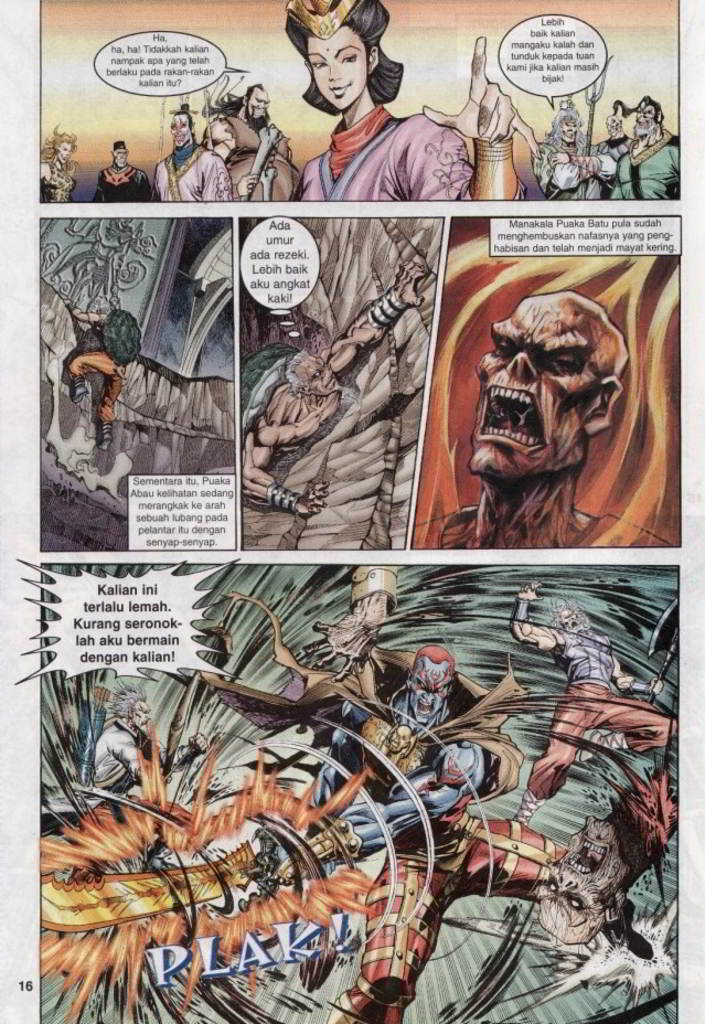 Ha,
ha, ha! Tidakkah kalian
nampak apa yang telah
berlaku pada rakan-rakan
kalian itu?
Lebih
baik kalian
mangaku kalah dan
tunduk kepada tuan
kami jika kalian masih
bijak!
Sementara itu, Puaka
Abau kelihatan sedang
merangkak ke arah
sebuah lubang pada
pelantar itu dengan
senyap-senyap.
Ada
umur
ada rezeki.
Lebih baik
aku angkat
kaki!
Manakala Puaka Batu pula sudah
menghembuskan nafasnya yang peng-
habisan dan telah menjadi mayat kering.
Kalian ini
terlalu lemah.
Kurang seronok-
lah aku bermain
dengan kalian!
PLAK!
16